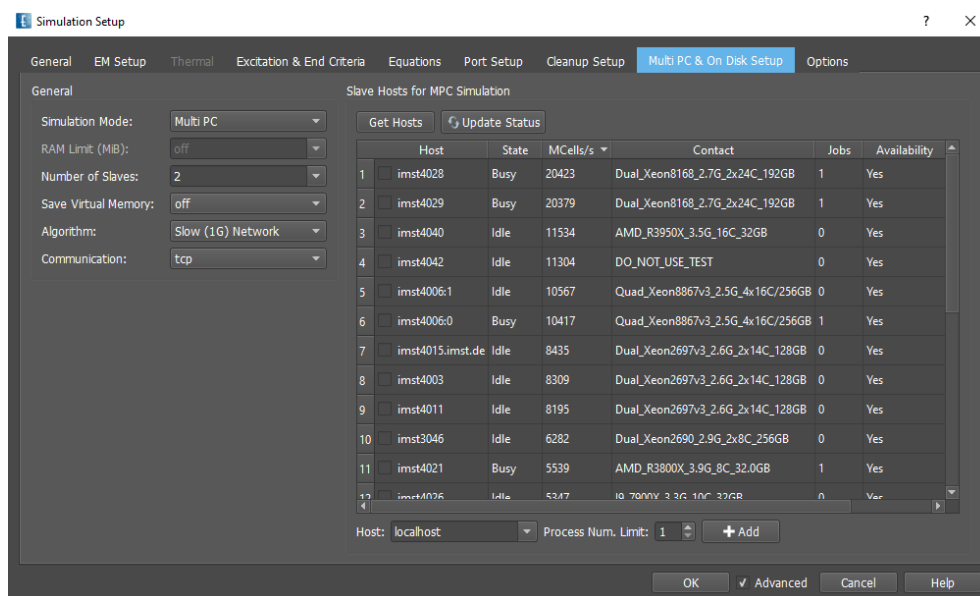 Simulation Setup ?
General EM Setup Thermal Excitation & End Criteria Equations Port Setup Cleanup Setup Multi PC & On Disk Setup Options
General
Simulation Mode: Multi PC
RAM Limit (MiB): off
Number of Slaves: 2
Save Virtual Memory: off
Algorithm: Slow (1G) Network
Communication: tcp
Slave Hosts for MPC Simulation
Get Hosts Update Status
Host State MCells/s Contact Jobs Availability
1 imst4028 Busy 20423 Dual_Xeon8168_2.7G_2x24C_192GB 1 Yes
2 imst4029 Busy 20379 Dual_Xeon8168_2.7G_2x24C_192GB 1 Yes
3 imst4040 Idle 11534 AMD_R3950X_3.5G_16C_32GB 0 Yes
4 imst4042 Idle 11304 DO_NOT_USE_TEST 0 Yes
5 imst4006:1 Idle 10567 Quad_Xeon8867v3_2.5G_4x16C/256GB 0 Yes
6 imst4006:0 Busy 10417 Quad_Xeon8867v3_2.5G_4x16C/256GB 1 Yes
7 imst4015.imst.de Idle 8435 Dual_Xeon2697v3_2.6G_2x14C_128GB 0 Yes
8 imst4003 Idle 8309 Dual_Xeon2697v3_2.6G_2x14C_128GB 0 Yes
9 imst4011 Idle 8195 Dual_Xeon2697v3_2.6G_2x14C_128GB 0 Yes
10 imst3046 Idle 6282 Dual_Xeon2690_2.9G_2x8C_256GB 0 Yes
11 imst4021 Busy 5539 AMD_R3800X_3.9G_8C_32.0GB 1 Yes
12 imst4026 Idle 5347 I9_7900X_3.3G_10C_32GB 0 Yes
Host: localhost Process Num. Limit: 1 Add
OK Advanced Cancel Help